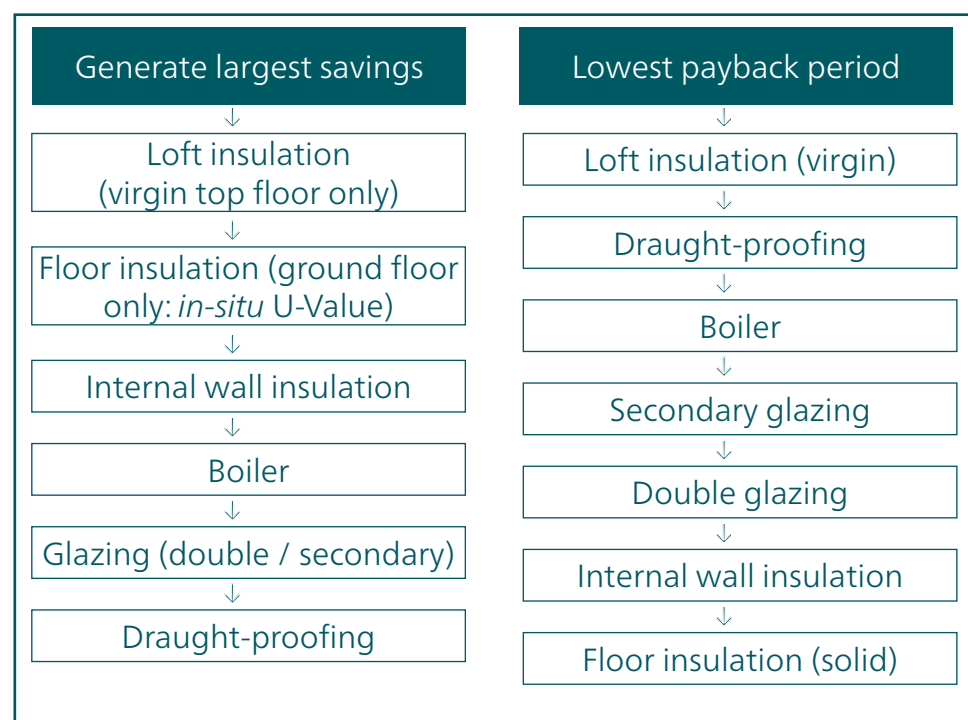 Generate largest savings
Loft insulation
(virgin top floor only)
Floor insulation (ground floor
only: in-situ U-Value)
Internal wall insulation
Boiler
Glazing (double / secondary)
Draught-proofing
Lowest payback period
Loft insulation (virgin)
Draught-proofing
Boiler
Secondary glazing
Double glazing
Internal wall insulation
Floor insulation (solid)